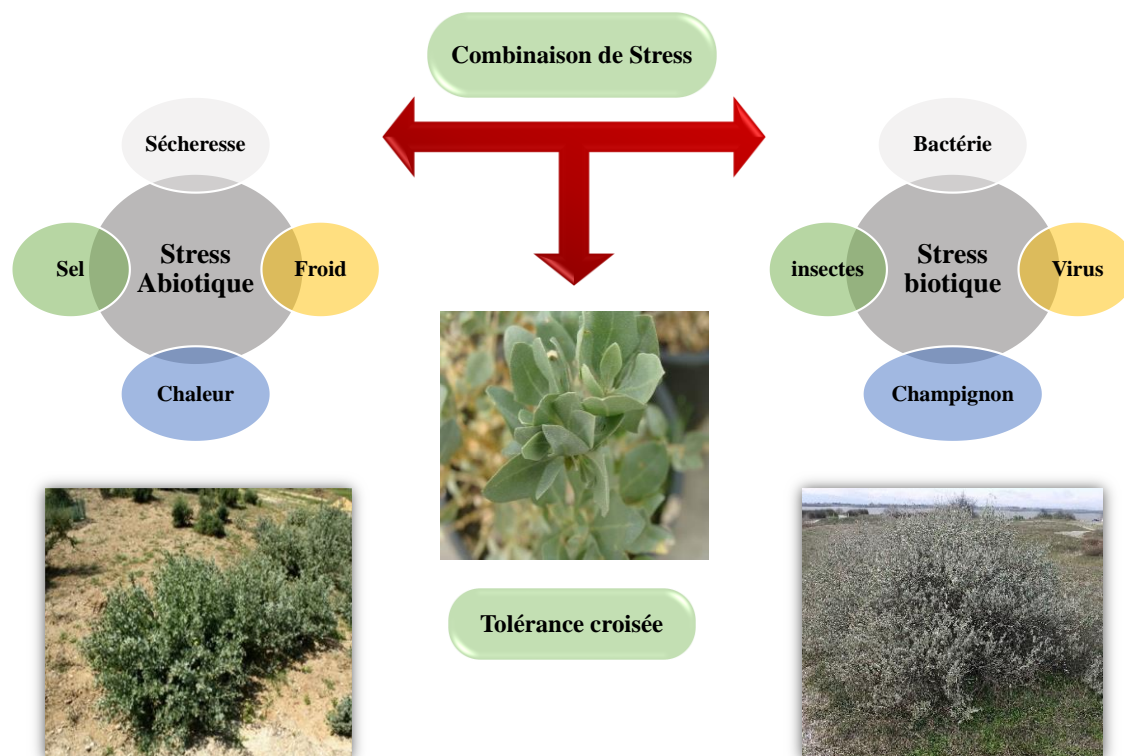 Combinaison de Stress
Sécheresse
Sel
Stress
Abiotique
Froid
Chaleur
Bactérie
insectes
Stress
biotique
Virus
Champignon
Tolérance croisée